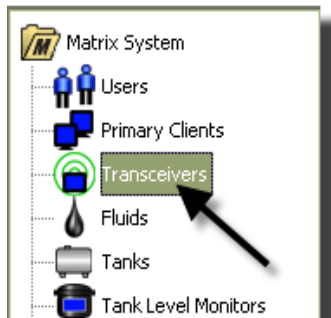 Matrix System
Users
Primary Clients
Transceivers
Fluids
Tanks
Tank Level Monitors